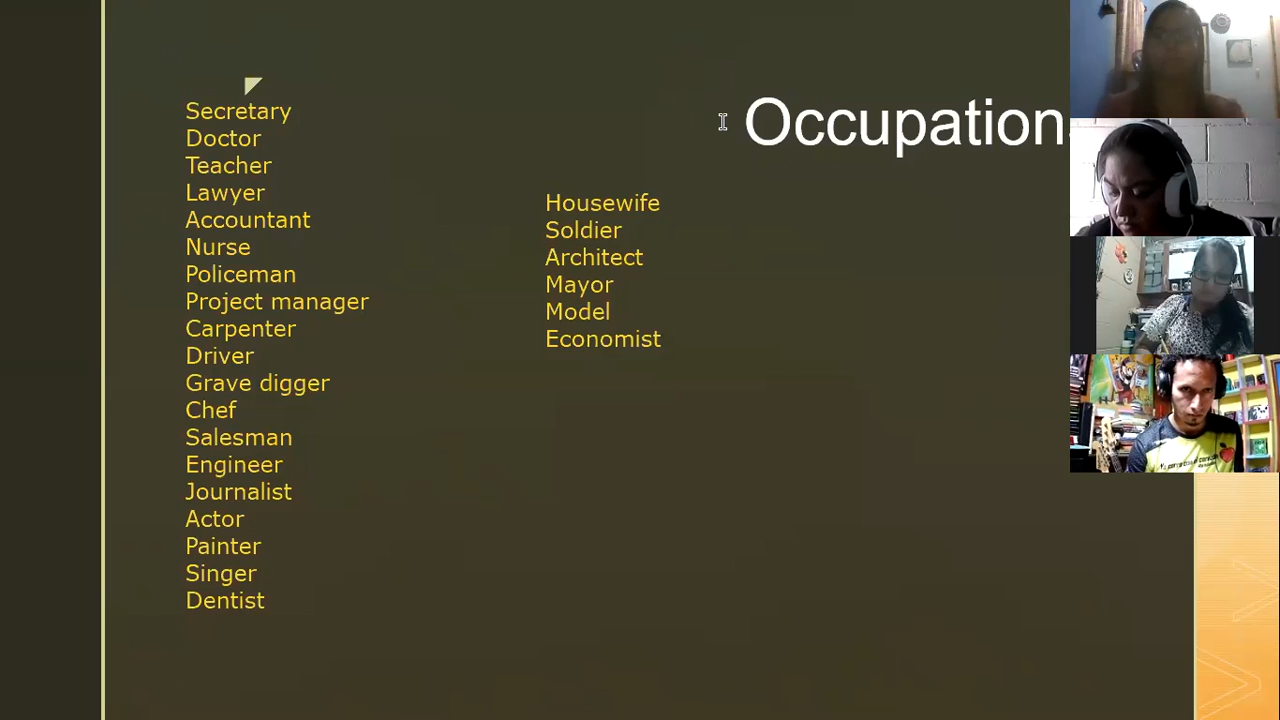 Occupation
Secretary
Doctor
Teacher
Lawyer
Accountant
Nurse
Policeman
Project manager
Carpenter
Driver
Grave digger
Chef
Salesman
Engineer
Journalist
Actor
Painter
Singer
Dentist
Housewife
Soldier
Architect
Mayor
Model
Economist